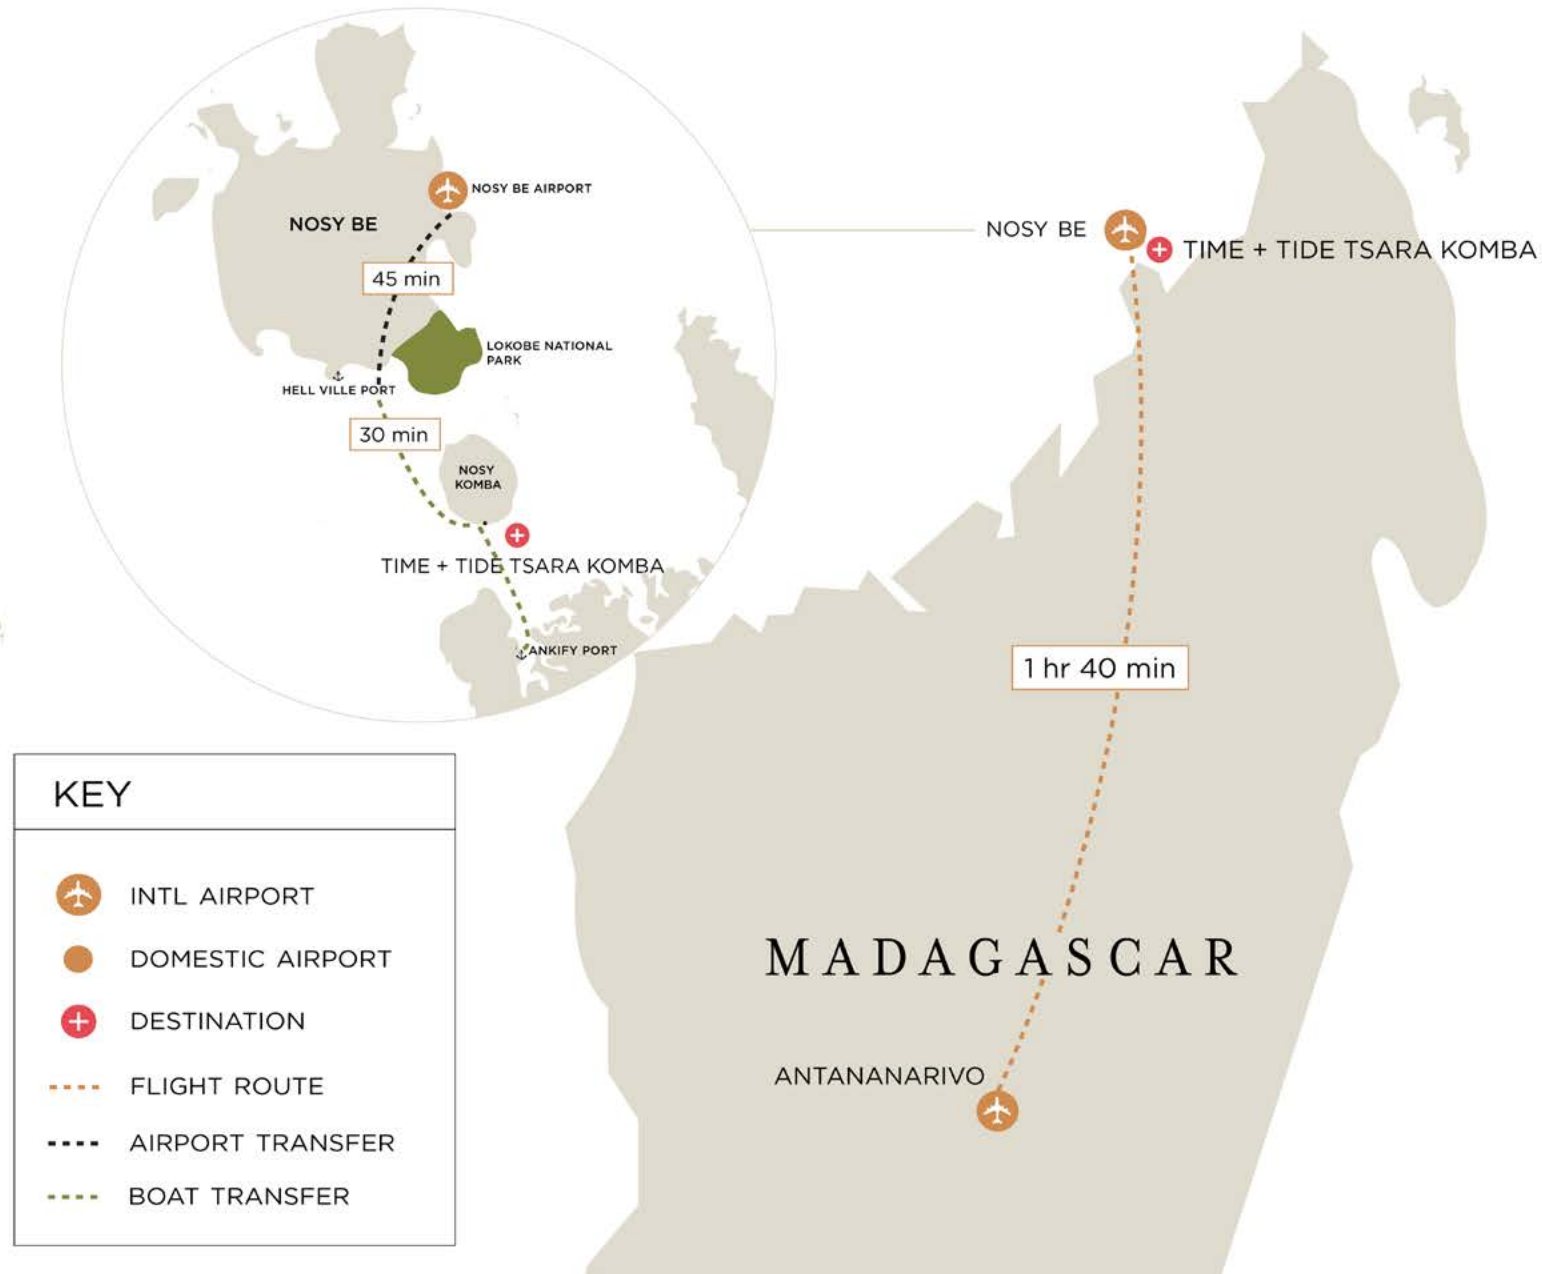 NOSY BE AIRPORT
NOSY BE
45 min
LOKOBE NATIONAL
PARK
HELL VILLE PORT
30 min
NOSY
KOMBA
TIME + TIDE TSARA KOMBA
ANKIFY PORT
NOSY BE
TIME + TIDE TSARA KOMBA
1 hr 40 min
MADAGASCAR
ANTANANARIVO
KEY
INTL AIRPORT
DOMESTIC AIRPORT
DESTINATION
FLIGHT ROUTE
AIRPORT TRANSFER
BOAT TRANSFER